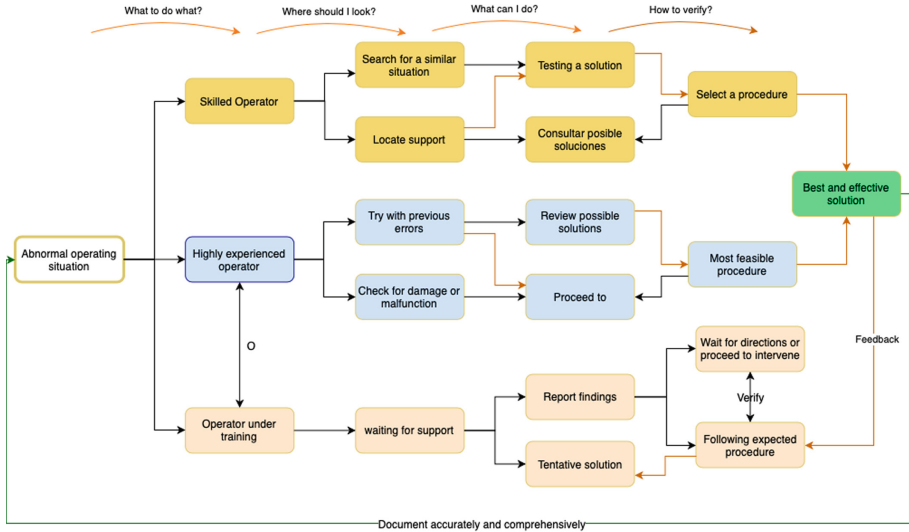 What to do what?
Where should I look?
What can I do?
How to verify?
Search for a similar
situation
Testing a solution
Skilled Operator
Select a procedure
Locate support
Consultar posible
soluciones
Best and effective
solution
Try with previous
errors
Review possible
solutions
Abnormal operating
situation
Highly experienced
operator
Most feasible
procedure
Check for damage or
malfunction
Proceed to
Feedback
Wait for directions or
proceed to intervene
O
Report findings
Verify
Operator under
training
waiting for support
Following expected
procedure
Tentative solution
Document accurately and comprehensively